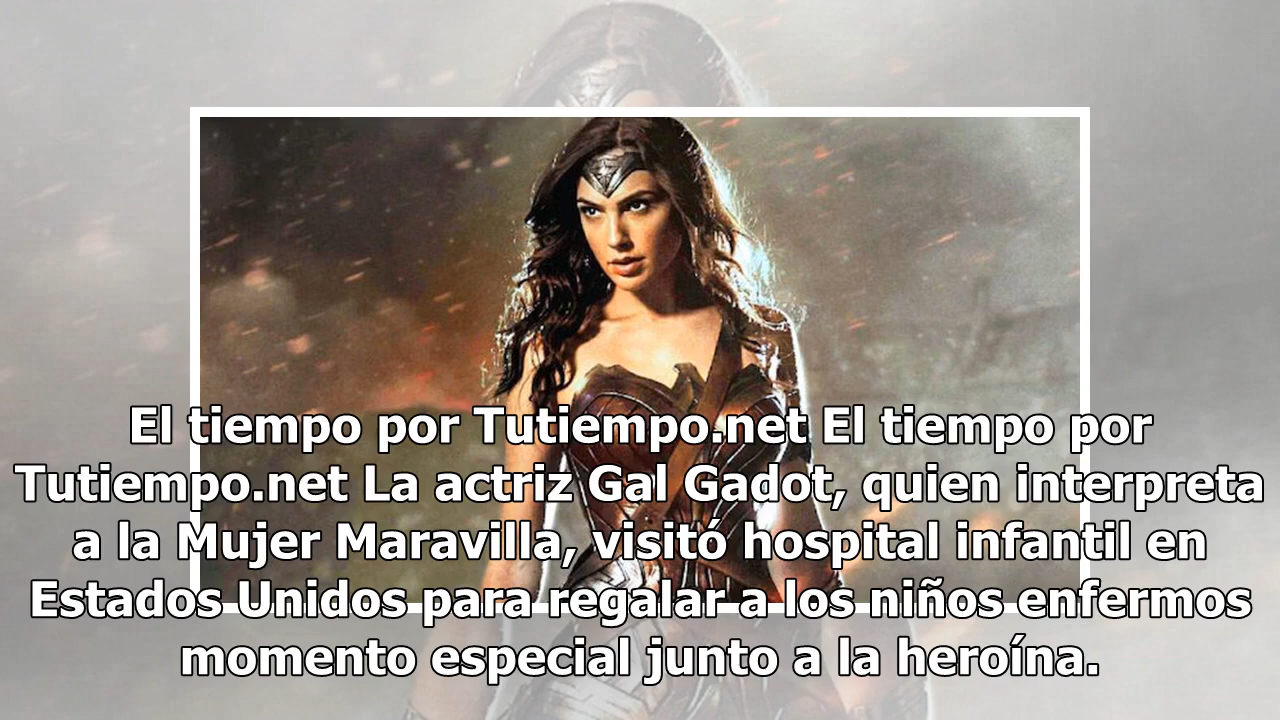 El tiempo por Tutiempo.net El tiempo por
Tutiempo.net La actriz Gal Gadot, quien interpreta
a la Mujer Maravilla, visitó hospital infantil en
Estados Unidos para regalar a los niños enfermos
momento especial junto a la heroína.